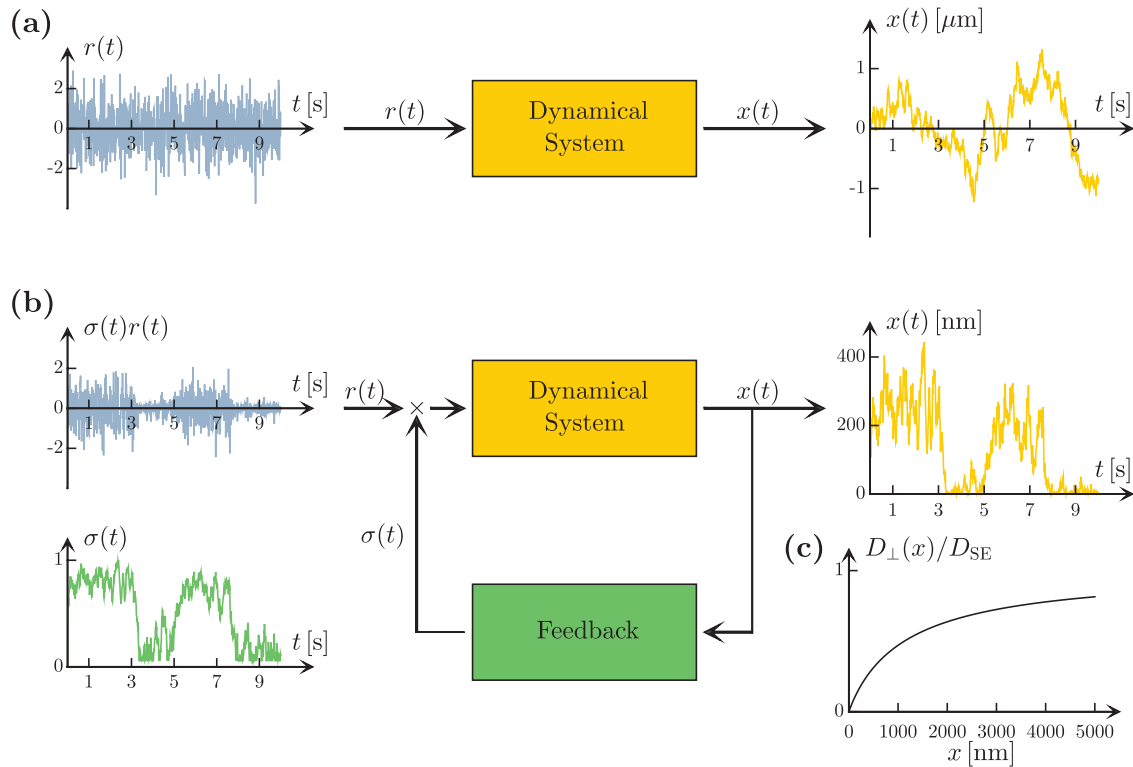 (a)
r(t)
2
0
-2
1 3 5 7 9
t [s]
r(t)
Dynamical
System
x(t)
x(t) [μm]
1
0
-1
1 3 5 7 9
t [s]
(b)
σ(t)r(t)
2
0
-2
1 3 5 7 9
t [s]
r(t)
×
Dynamical
System
x(t)
x(t) [nm]
400
200
0
1 3 5 7 9
t [s]
σ(t)
1
0
1 3 5 7 9
t [s]
σ(t)
Feedback
(c)
D⊥(x)/DSE
1
0
0 1000 2000 3000 4000 5000
x [nm]